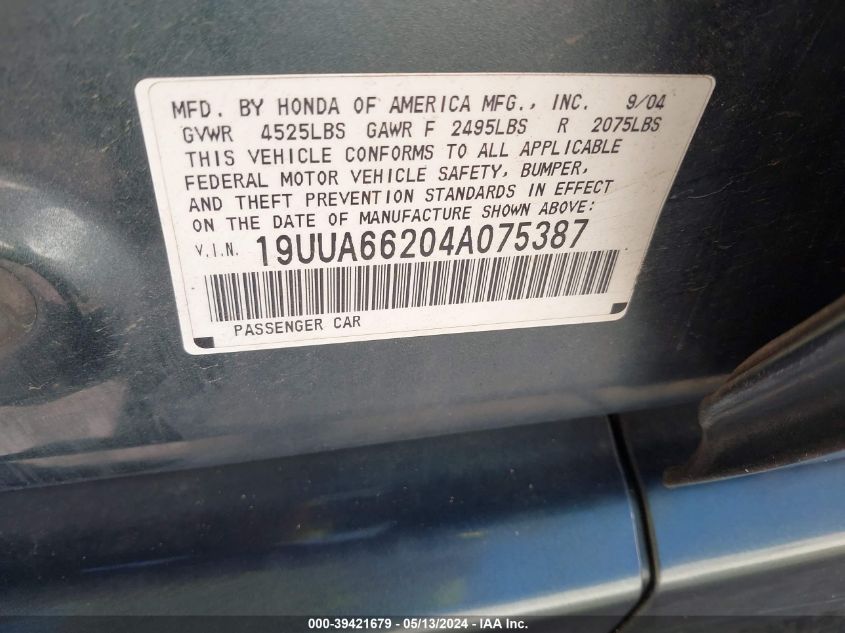 MFD. BY HONDA OF AMERICA MFG., INC. 9/04
GVWR 4525LBS GAWR F 2495LBS R 2075LBS
THIS VEHICLE CONFORMS TO ALL APPLICABLE
FEDERAL MOTOR VEHICLE SAFETY, BUMPER,
AND THEFT PREVENTION STANDARDS IN EFFECT
ON THE DATE OF MANUFACTURE SHOWN ABOVE:
V.I.N. 19UUA66204A075387
PASSENGER CAR
000-39421679 - 05/13/2024 - IAA Inc.